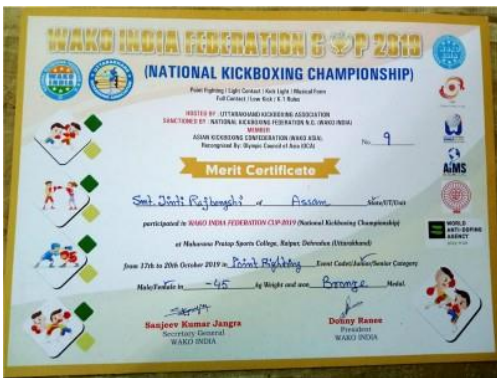 WAKO INDIA FEDERATION CUP 2019
(NATIONAL KICKBOXING CHAMPIONSHIP)
Point Fighting | Light Contact | Kick Light | Musical Form
Full Contact | Low Kick | K-1 Rules
HOSTED BY : UTTARAKHAND KICKBOXING ASSOCIATION
SANCTIONED BY : NATIONAL KICKBOXING FEDERATION N.C. (WAKO INDIA)
MEMBER
ASIAN KICKBOXING CONFEDERATION (WAKO ASIA)
Recongnized By: Olympic Council of Asia (OCA)
No. 9
Merit Certificate
AIMS
Smt. Jinti Rajbongshi of Assam State/UT/Unit
participated in WAKO INDIA FEDERATION CUP-2019 (National Kickboxing Championship)
WORLD
ANTI-DOPING
AGENCY
at Maharana Pratap Sports College, Raipur, Dehradun (Uttarakhand)
from 17th to 20th October 2019 in Point Fighting Event Cadet/Junior/Senior Category
Male/Female in -45 kg Weight and won Bronze Medal.
Sanjeev Kumar Jangra
Secretary General
WAKO INDIA
Donny Ranee
President
WAKO INDIA